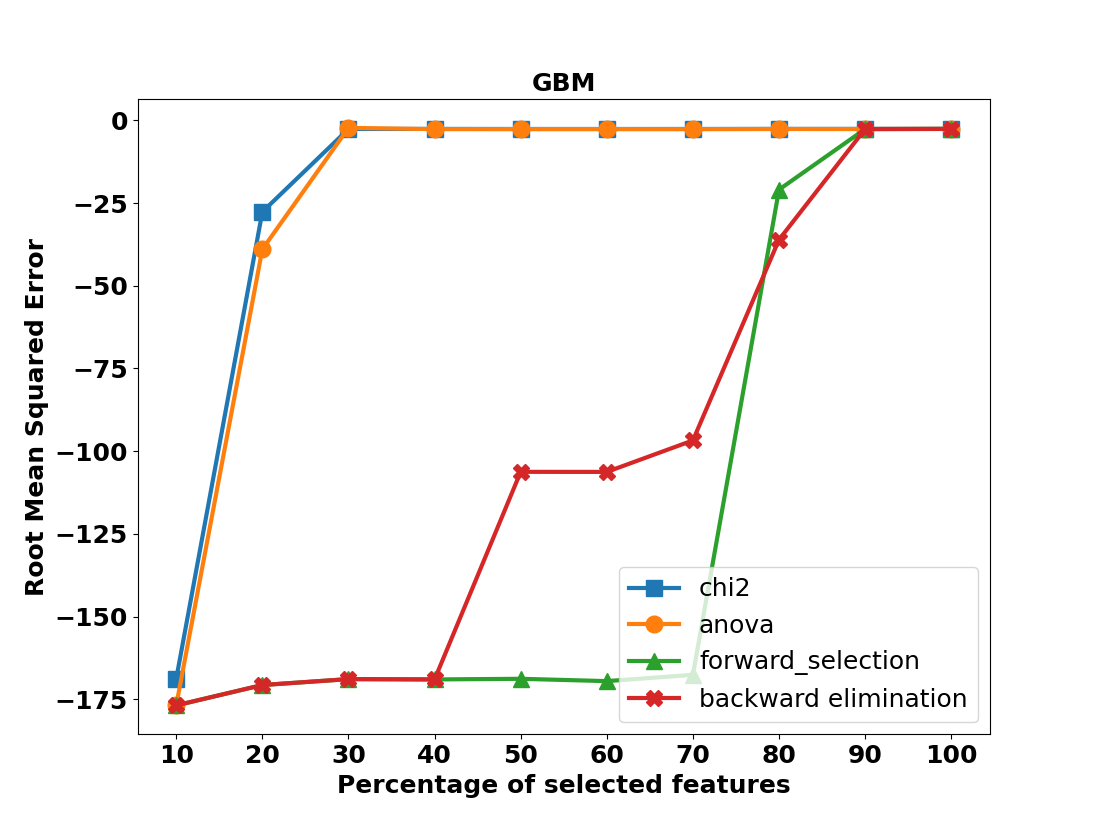 GBM
Root Mean Squared Error
0
−25
−50
−75
−100
−125
−150
−175
chi2
anova
forward_selection
backward elimination
10 20 30 40 50 60 70 80 90 100
Percentage of selected features